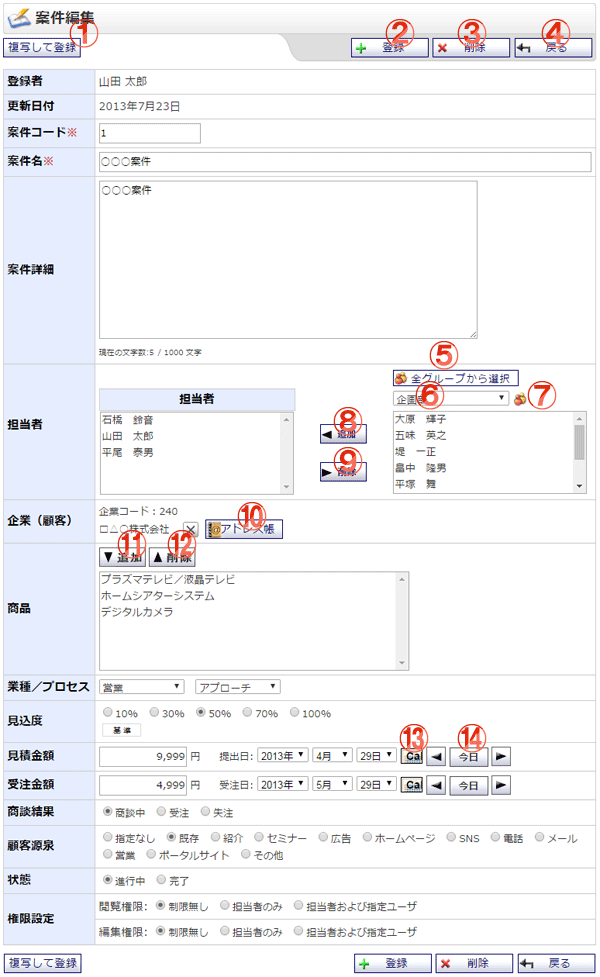 案件編集
複写して登録 ①
登録 ② 削除 ③ 戻る ④
登録者 山田 太郎
更新日付 2013年7月23日
案件コード※ 1
案件名※ ○○○案件
案件詳細 ○○○案件
現在の文字数:5 / 1000 文字
⑤
全グループから選択
担当者 担当者 ⑥ ⑦
石橋 鈴音
山田 太郎
平尾 泰男
⑧ 追加
⑨ 削除
大原 輝子
五味 英之
堤 一正
畠中 隆男
平塚 舞
企業（顧客） 企業コード：240
□△○株式会社 ⑩ アドレス帳
⑪ ▼追加 ⑫ ▲削除
商品 プラズマテレビ／液晶テレビ
ホームシアターシステム
デジタルカメラ
業種／プロセス 営業 アプローチ
見込度 10% 30% 50% 70% 100%
基準
⑬ ⑭
見積金額 9,999 円 提出日: 2013年 4月 29日 Cal 今日
受注金額 4,999 円 受注日: 2013年 5月 29日 Cal 今日
商談結果 商談中 受注 失注
顧客源泉 指定なし 既存 紹介 セミナー 広告 ホームページ SNS 電話 メール
営業 ポータルサイト その他
状態 進行中 完了
権限設定 閲覧権限: 制限無し 担当者のみ 担当者および指定ユーザ
編集権限: 制限無し 担当者のみ 担当者および指定ユーザ
複写して登録 登録 削除 戻る